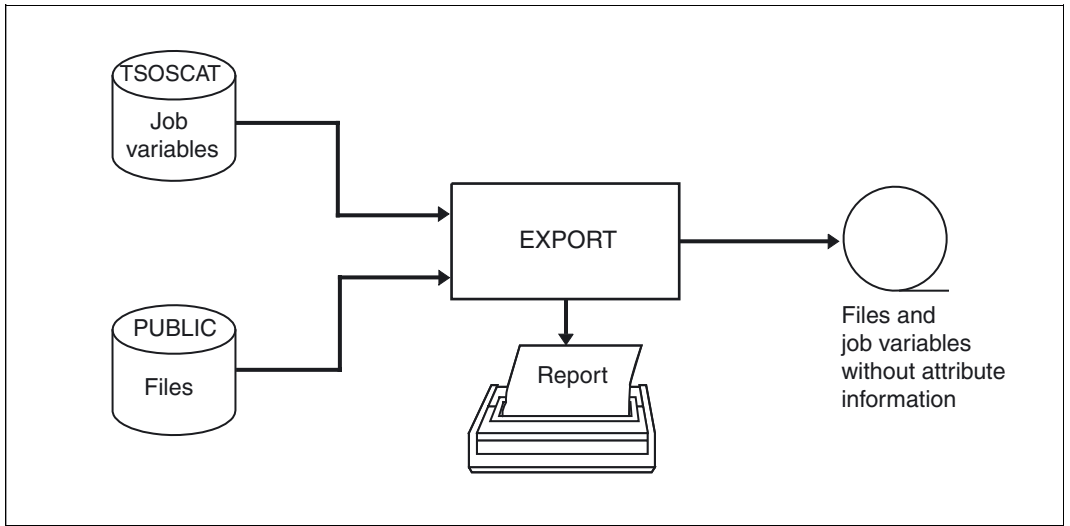 TSOSCAT
Job
variables
EXPORT
PUBLIC
Files
Report
Files and
job variables
without attribute
information